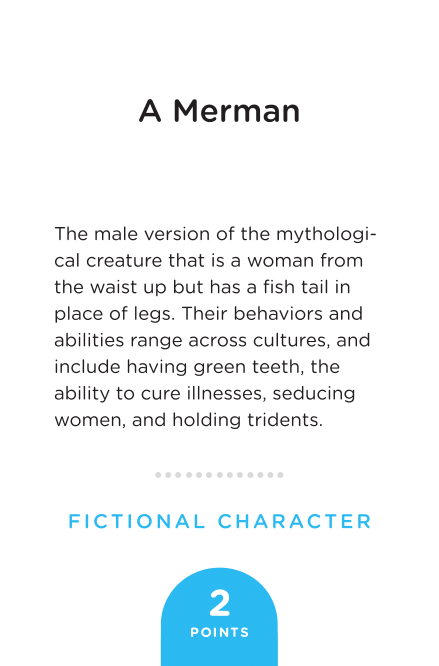 A Merman
The male version of the mythologi-
cal creature that is a woman from
the waist up but has a fish tail in
place of legs. Their behaviors and
abilities range across cultures, and
include having green teeth, the
ability to cure illnesses, seducing
women, and holding tridents.
FICTIONAL CHARACTER
2
POINTS